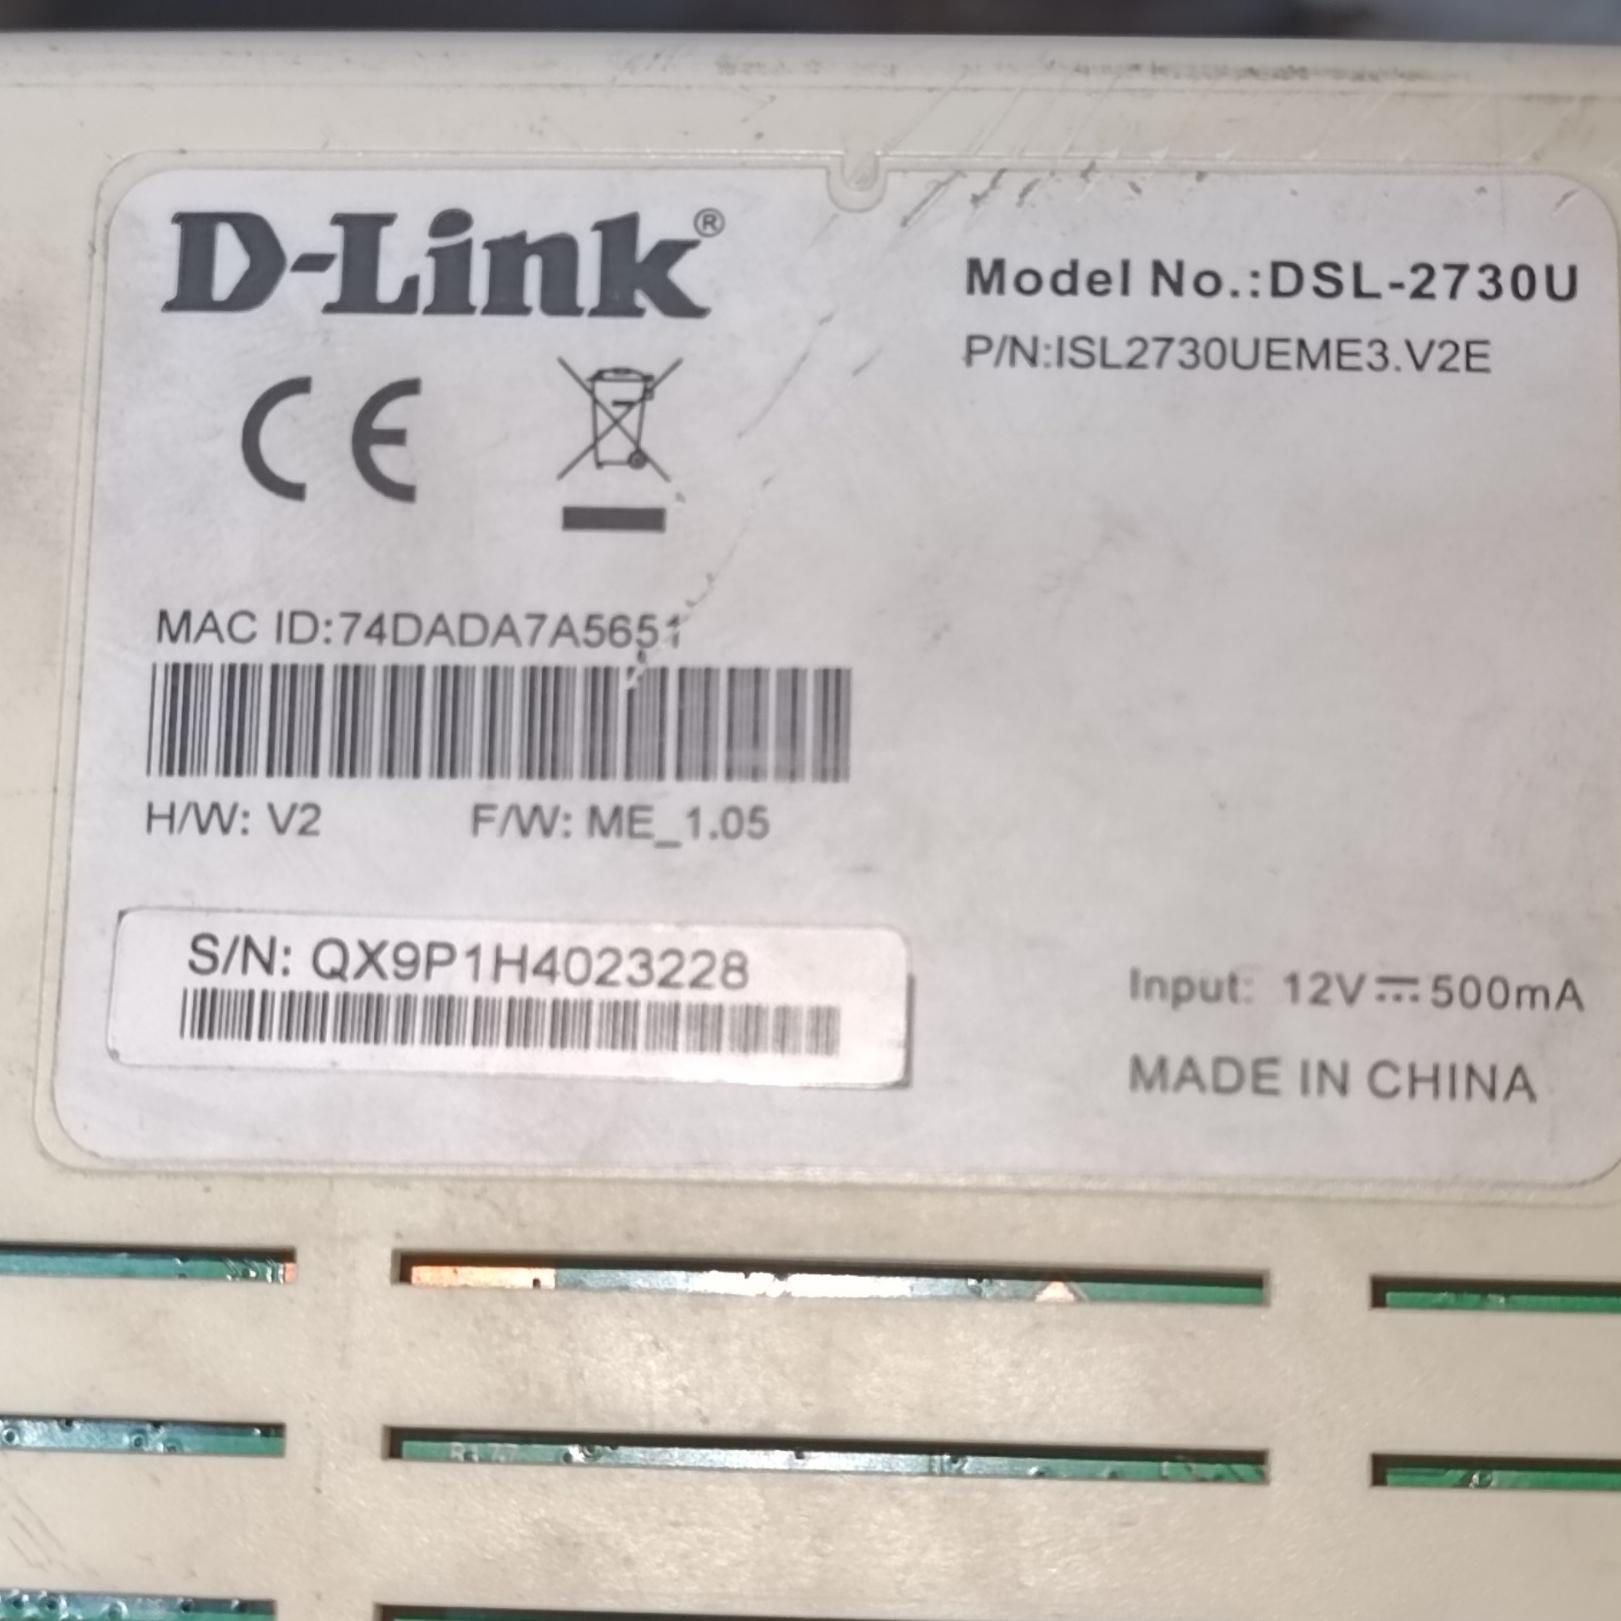 D-Link®
Model No.:DSL-2730U
P/N:ISL2730UEME3.V2E
CE
MAC ID:74DADA7A5651
H/W: V2 F/W: ME_1.05
S/N: QX9P1H4023228
Input: 12V⎓500mA
MADE IN CHINA